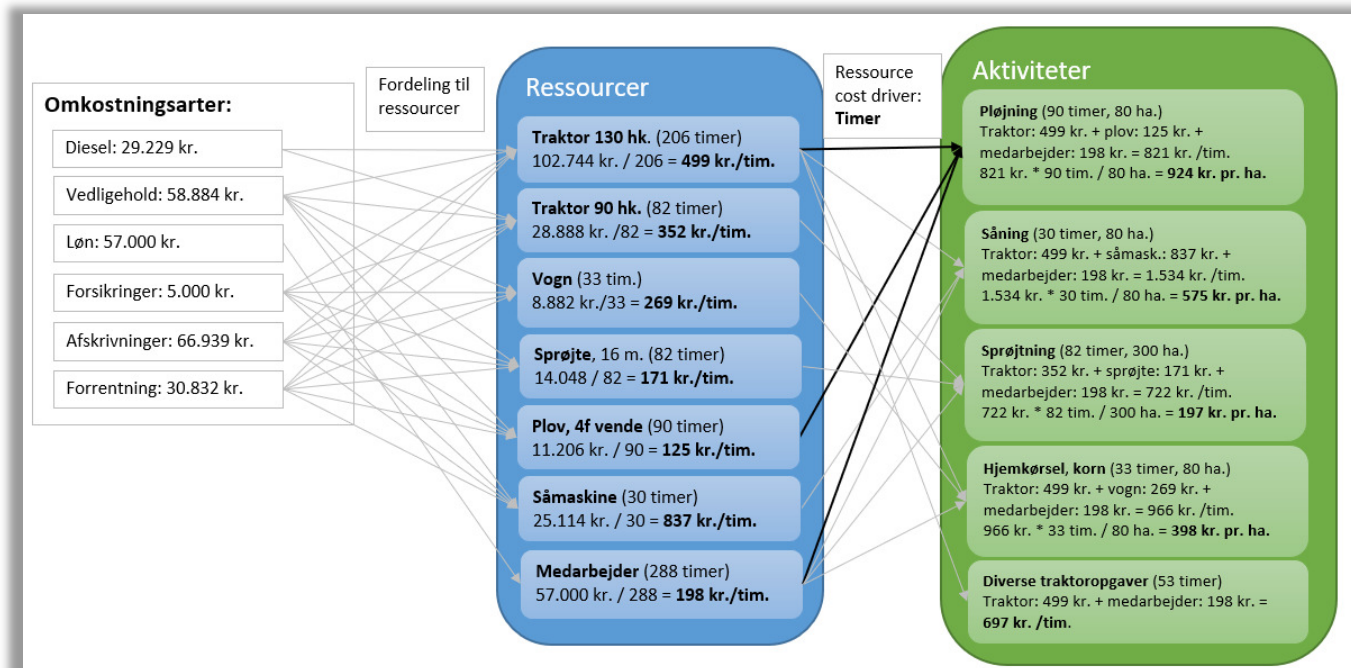 Omkostningsarter:
Diesel: 29.229 kr.
Vedligehold: 58.884 kr.
Løn: 57.000 kr.
Forsikringer: 5.000 kr.
Afskrivninger: 66.939 kr.
Forrentning: 30.832 kr.
Fordeling til
ressourcer
Ressourcer
Traktor 130 hk. (206 timer)
102.744 kr. / 206 = 499 kr./tim.
Traktor 90 hk. (82 timer)
28.888 kr. /82 = 352 kr./tim.
Vogn (33 tim.)
8.882 kr./33 = 269 kr./tim.
Sprøjte, 16 m. (82 timer)
14.048 / 82 = 171 kr./tim.
Plov, 4f vende (90 timer)
11.206 kr. / 90 = 125 kr./tim.
Såmaskine (30 timer)
25.114 kr. / 30 = 837 kr./tim.
Medarbejder (288 timer)
57.000 kr. / 288 = 198 kr./tim.
Ressource
cost driver:
Timer
Aktiviteter
Pløjning (90 timer, 80 ha.)
Traktor: 499 kr. + plov: 125 kr. +
medarbejder: 198 kr. = 821 kr. /tim.
821 kr. * 90 tim. / 80 ha. = 924 kr. pr. ha.
Såning (30 timer, 80 ha.)
Traktor: 499 kr. + såmask.: 837 kr. +
medarbejder: 198 kr. = 1.534 kr. /tim.
1.534 kr. * 30 tim. / 80 ha. = 575 kr. pr. ha.
Sprøjtning (82 timer, 300 ha.)
Traktor: 352 kr. + sprøjte: 171 kr. +
medarbejder: 198 kr. = 722 kr. /tim.
722 kr. * 82 tim. / 300 ha. = 197 kr. pr. ha.
Hjemkørsel, korn (33 timer, 80 ha.)
Traktor: 499 kr. + vogn: 269 kr. +
medarbejder: 198 kr. = 966 kr. /tim.
966 kr. * 33 tim. / 80 ha. = 398 kr. pr. ha.
Diverse traktoropgaver (53 timer)
Traktor: 499 kr. + medarbejder: 198 kr. =
697 kr. /tim.